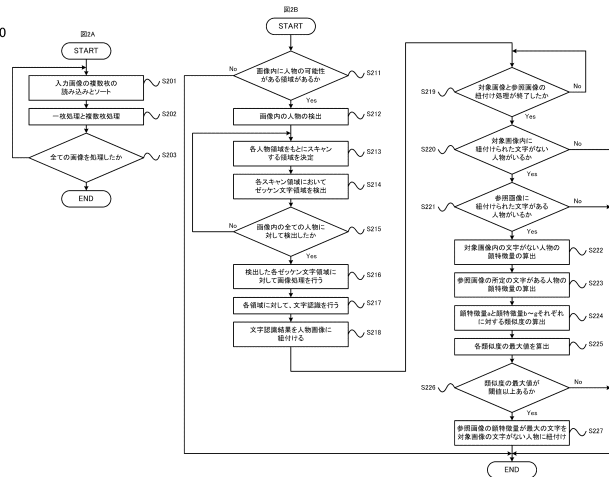 0
図2A
START
入力画像の複数枚の
読み込みとソート
S201
一枚処理と複数枚処理
S202
全ての画像を処理したか
S203
END
図2B
START
No
画像内に人物の可能性
がある領域があるか
S211
Yes
画像内の人物の検出
S212
各人物領域をもとにスキャン
する領域を決定
S213
各スキャン領域において
ゼッケン文字領域を検出
S214
No
画像内の全ての人物に
対して検出したか
S215
Yes
検出した各ゼッケン文字領域に
対して画像処理を行う
S216
各領域に対して、文字認識を行う
S217
文字認識結果を人物画像に
紐付ける
S218
S219
対象画像と参照画像の
紐付け処理が終了したか
No
Yes
S220
対象画像内に
紐付けられた文字がない
人物がいるか
No
Yes
S221
参照画像に
紐付けられた文字がある
人物がいるか
No
Yes
対象画像内の文字がない人物の
顔特徴量の算出
S222
参照画像の所定の文字がある人物の
顔特徴量の算出
S223
顔特徴量aと顔特徴量b~gそれぞれ
に対する類似度の算出
S224
各類似度の最大値を算出
S225
S226
類似度の最大値が
閾値以上あるか
No
Yes
参照画像の顔特徴量が最大の文字を
対象画像の文字がない人物に紐付け
S227
END